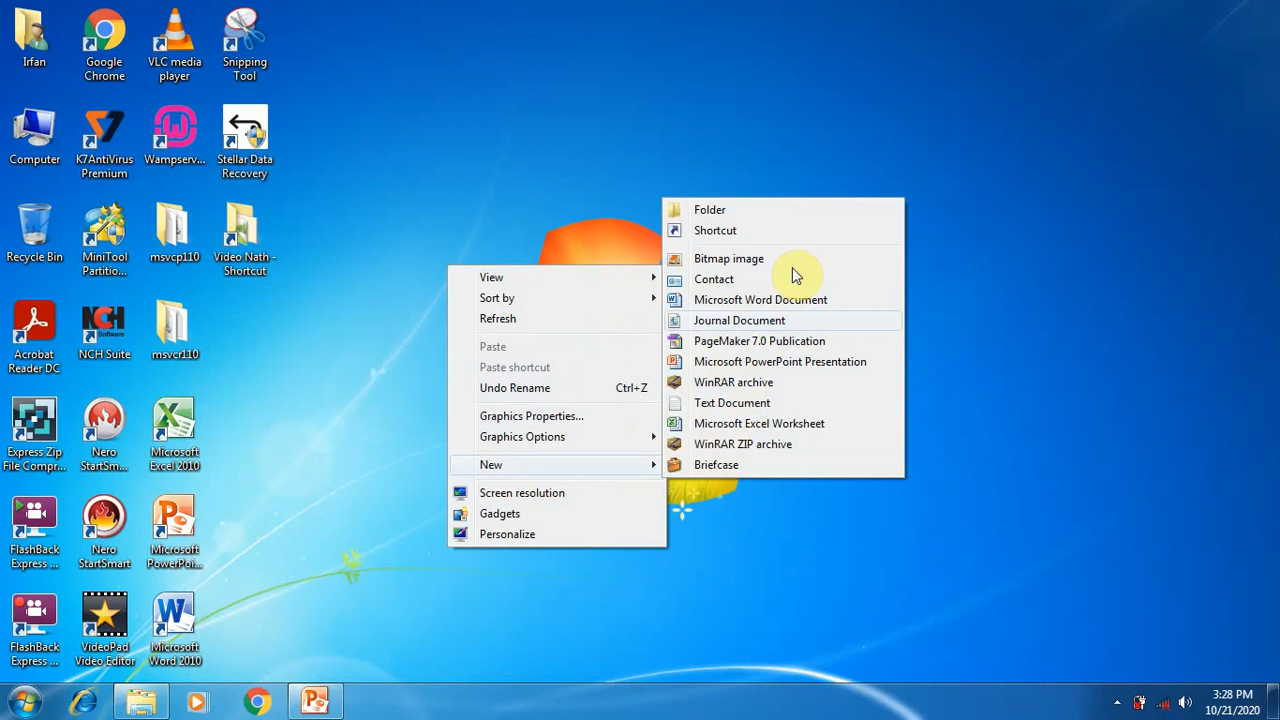 Irfan
Google
Chrome
VLC media
player
Snipping
Tool
Computer
K7AntiVirus
Premium
Wampserv...
Stellar Data
Recovery
Recycle Bin
MiniTool
Partitio...
msvcp110
Video Nath -
Shortcut
Acrobat
Reader DC
NCH Software
NCH Suite
msvcr110
Express Zip
File Compr...
Nero
StartSm...
Microsoft
Excel 2010
FlashBack
Express ...
Nero
StartSmart
Microsoft
PowerPoi...
FlashBack
Express ...
VideoPad
Video Editor
Microsoft
Word 2010
View
Sort by
Refresh
Paste
Paste shortcut
Undo Rename Ctrl+Z
Graphics Properties...
Graphics Options
New
Screen resolution
Gadgets
Personalize
Folder
Shortcut
Bitmap image
Contact
Microsoft Word Document
Journal Document
PageMaker 7.0 Publication
Microsoft PowerPoint Presentation
WinRAR archive
Text Document
Microsoft Excel Worksheet
WinRAR ZIP archive
Briefcase
3:28 PM
10/21/2020